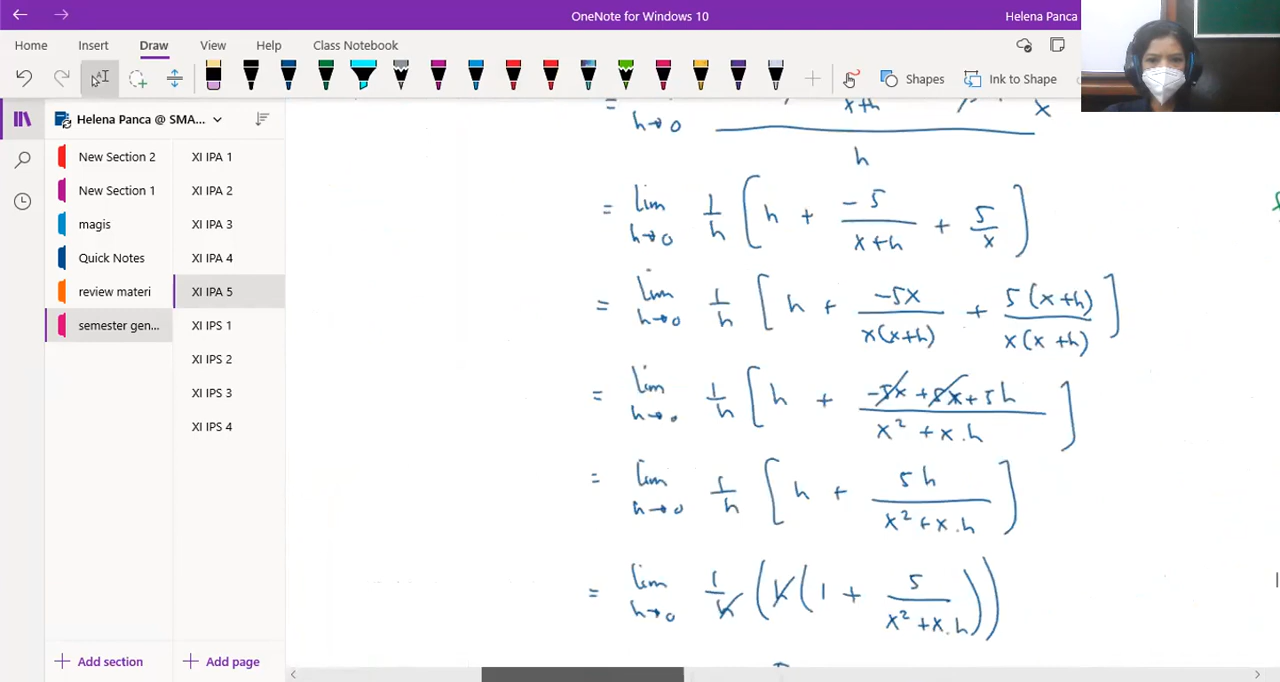 OneNote for Windows 10
Helena Panca
Home Insert Draw View Help Class Notebook
Shapes Ink to Shape
Helena Panca @ SMA...
New Section 2
New Section 1
magis
Quick Notes
review materi
semester gen...
Add section
XI IPA 1
XI IPA 2
XI IPA 3
XI IPA 4
XI IPA 5
XI IPS 1
XI IPS 2
XI IPS 3
XI IPS 4
Add page
= lim h→0 x+h x / h
= lim h→0 1/h [ h + -5/(x+h) + 5/x ]
= lim h→0 1/h [ h + -5x/(x(x+h)) + 5(x+h)/(x(x+h)) ]
= lim h→0 1/h [ h + (-5x+5x+5h)/(x²+x.h) ]
= lim h→0 1/h [ h + 5h/(x²+x.h) ]
= lim h→0 1/h (h(1 + 5/(x²+x.h)))